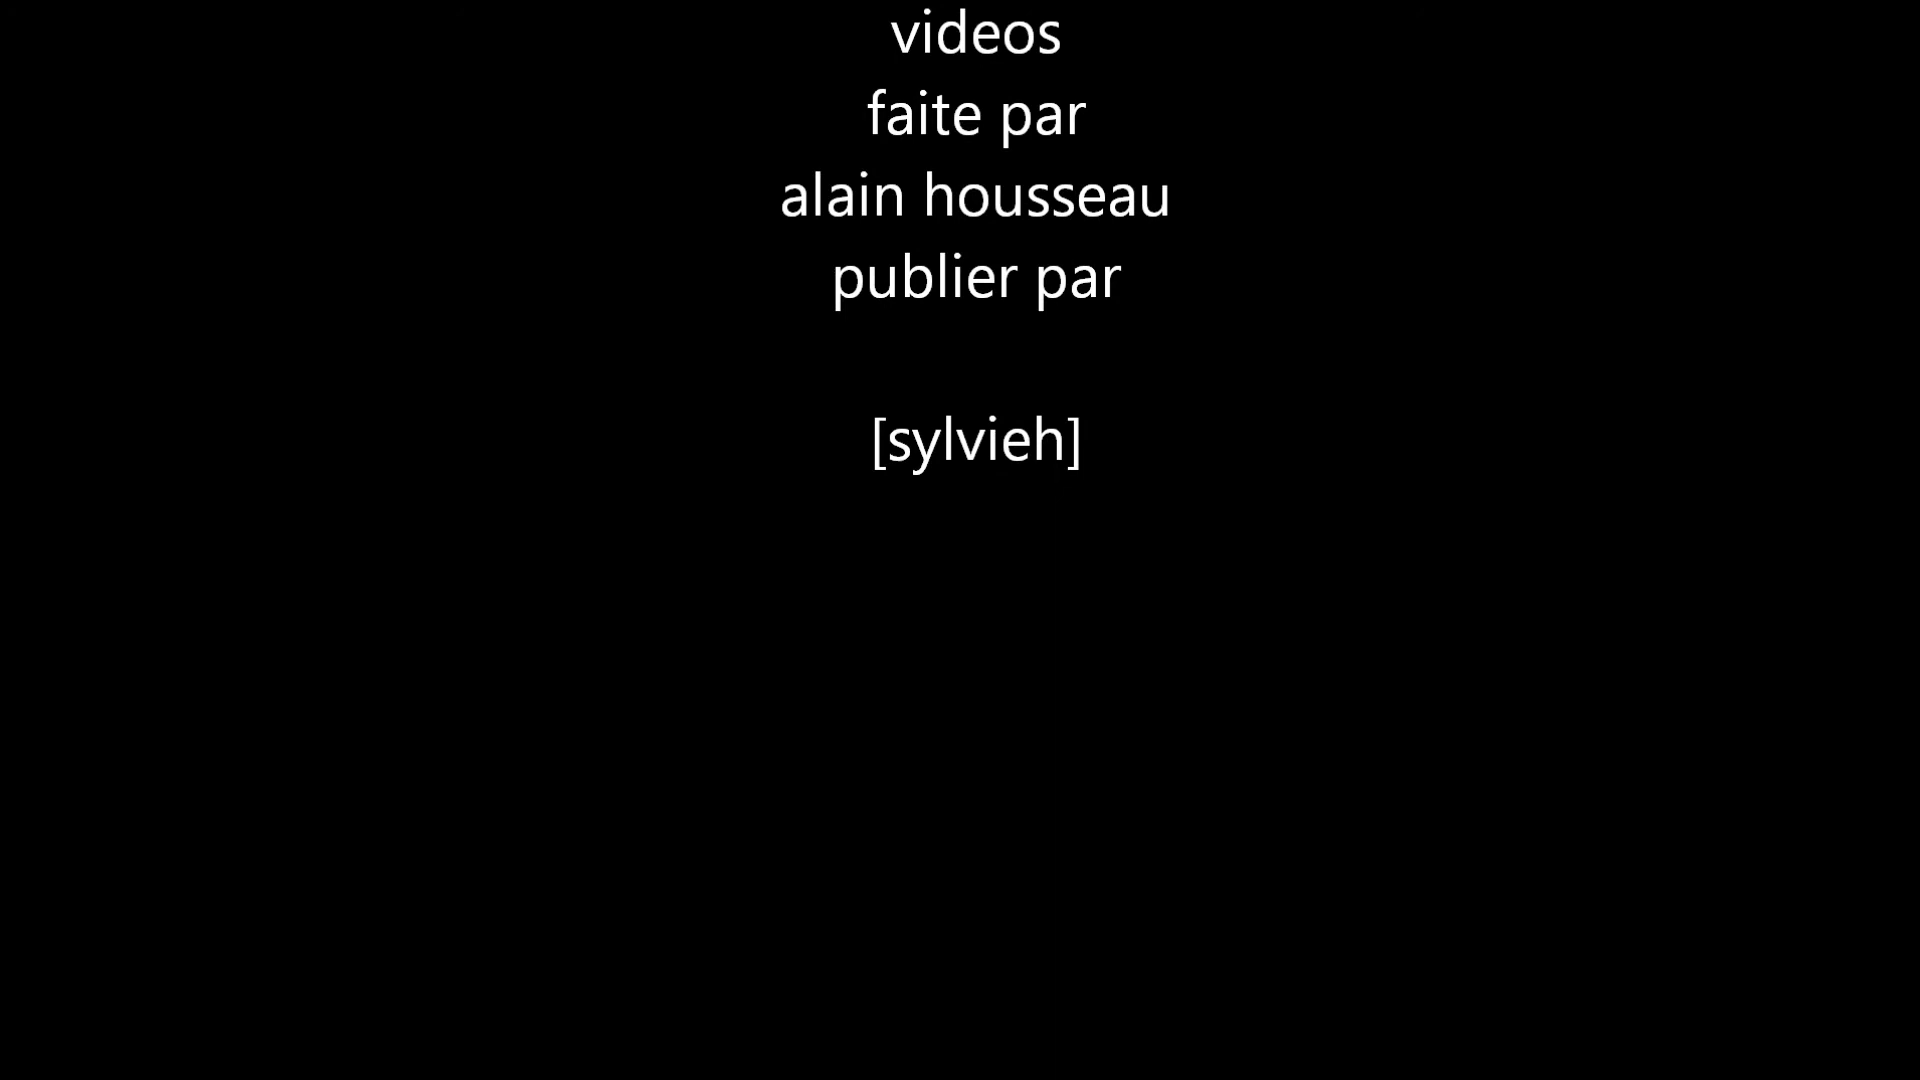 videos
faite par
alain housseau
publier par
[sylvieh]